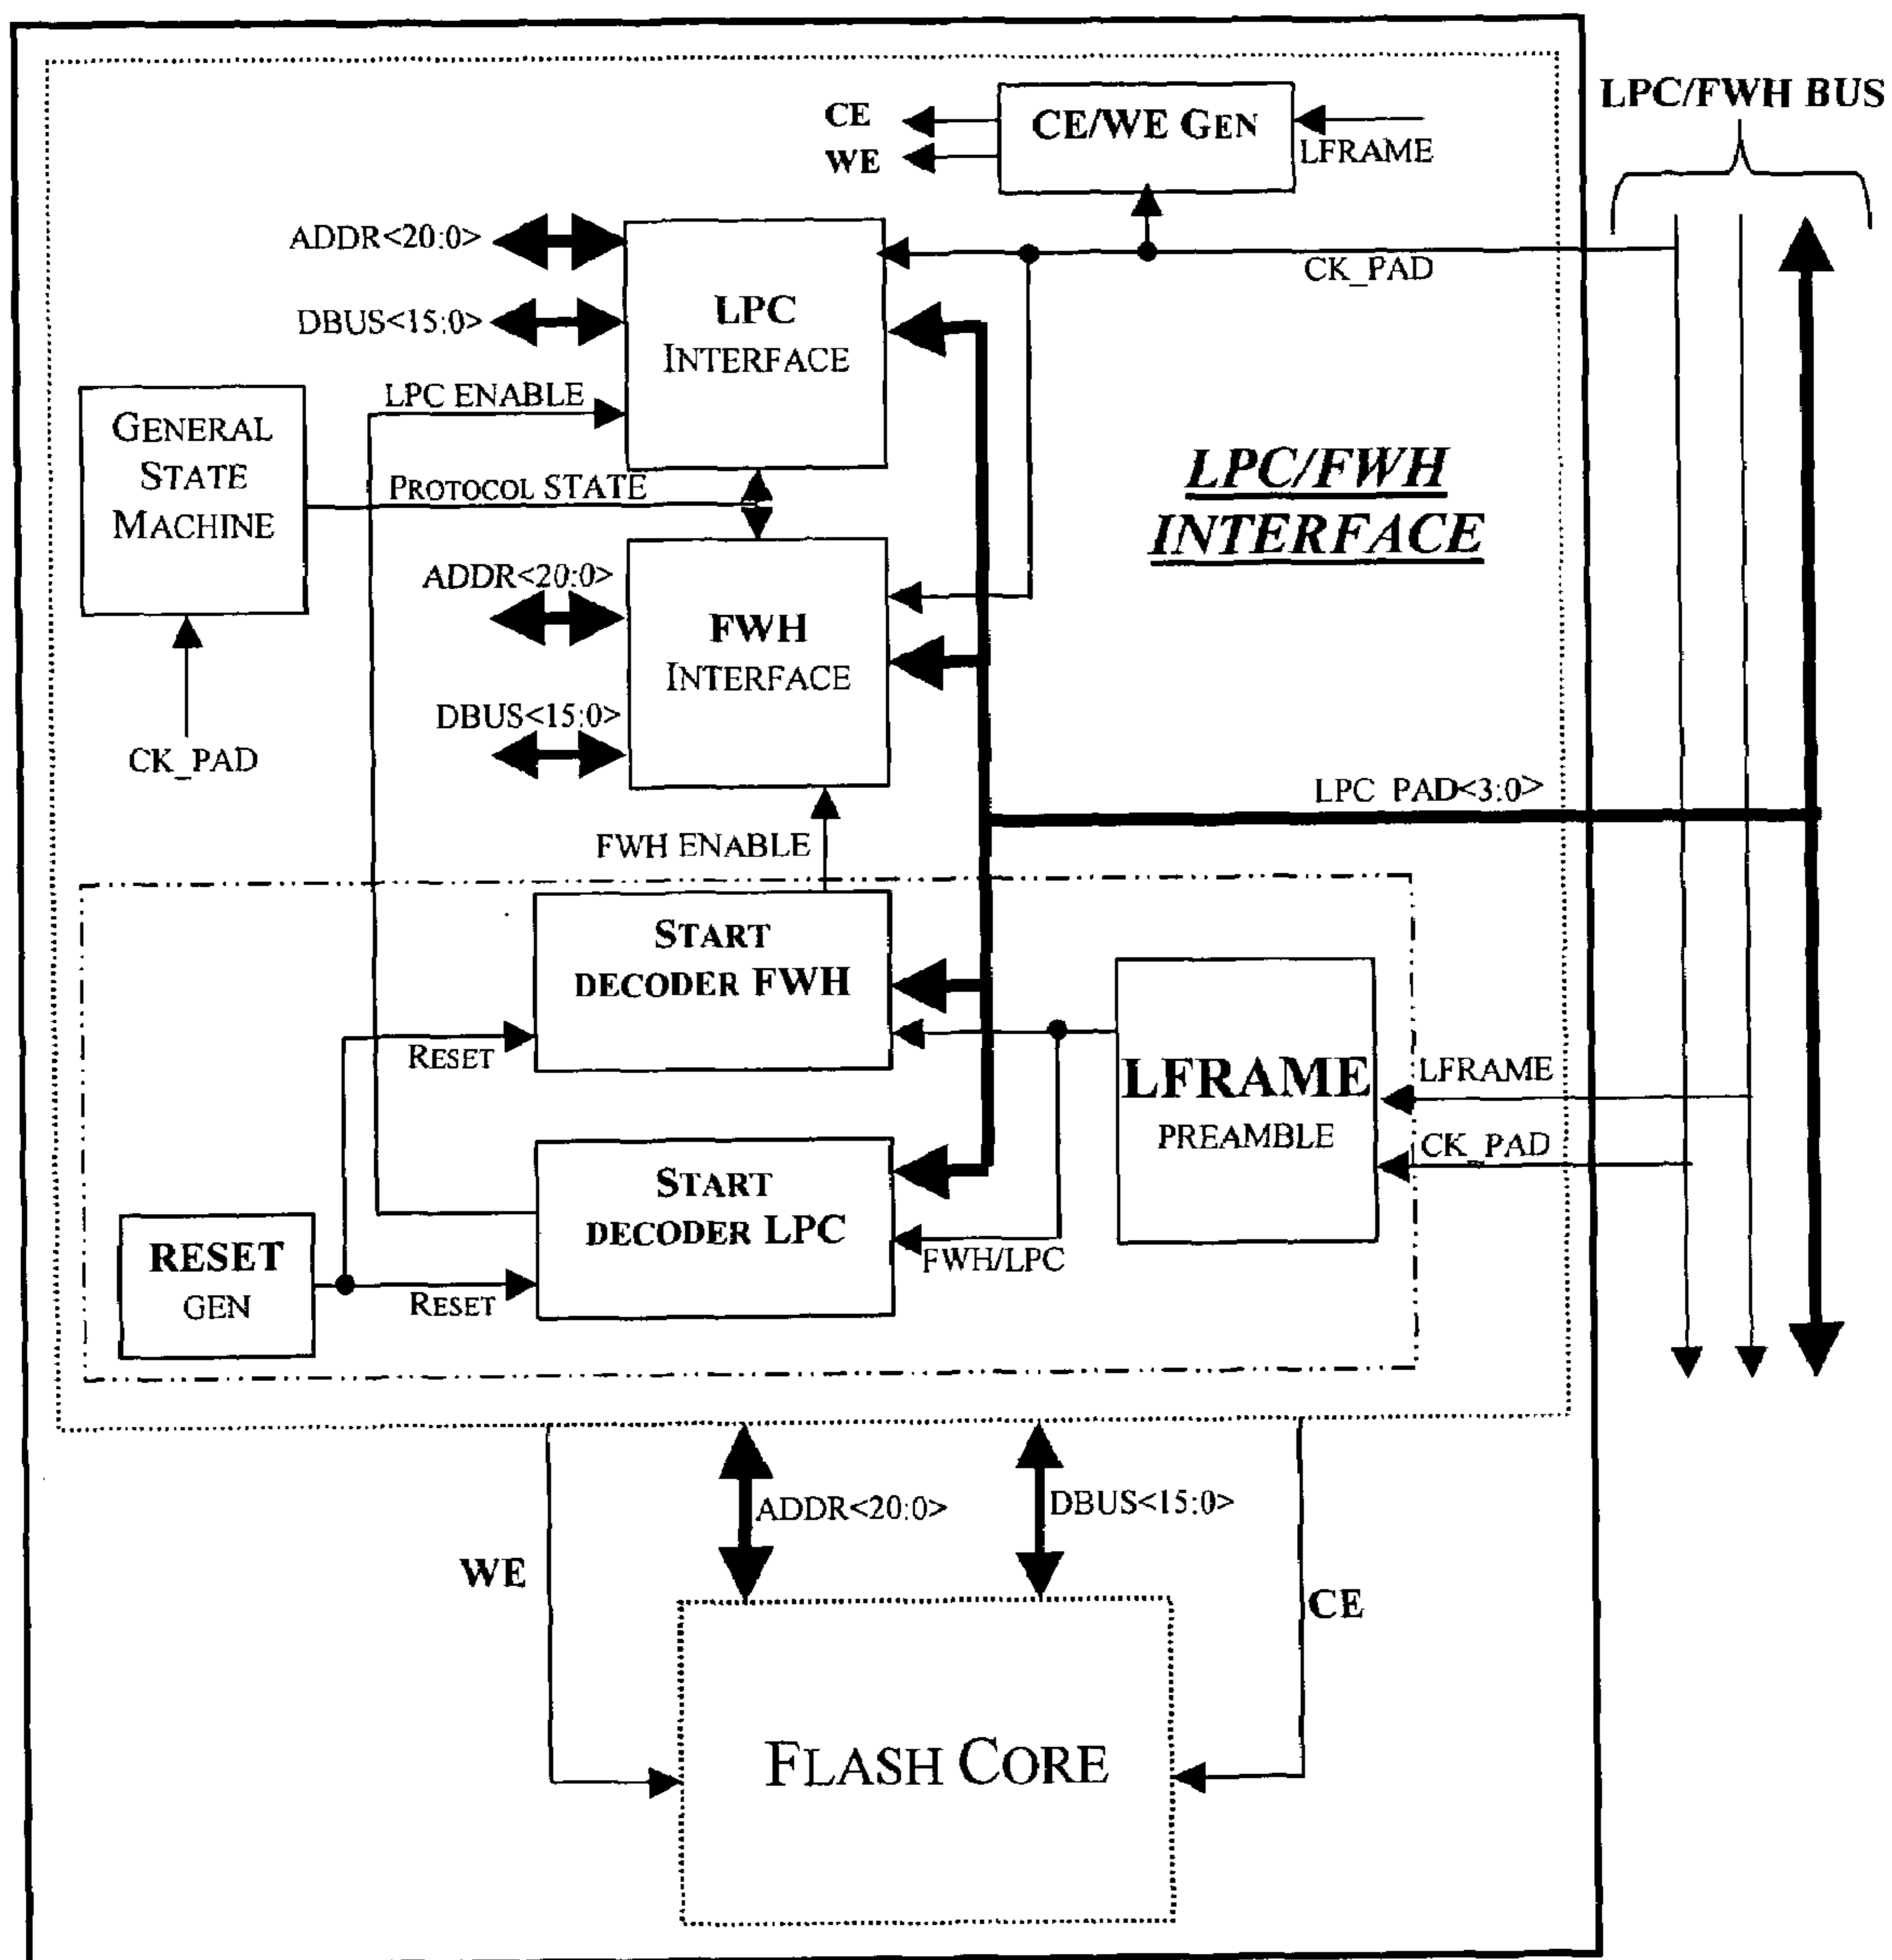 LPC/FWH BUS
CE
WE
CE/WE GEN
LFRAME
ADDR<20:0>
CK_PAD
DBUS<15:0>
LPC
INTERFACE
LPC ENABLE
GENERAL
STATE
MACHINE
PROTOCOL STATE
LPC/FWH
INTERFACE
ADDR<20:0>
FWH
INTERFACE
DBUS<15:0>
CK_PAD
LPC PAD<3:0>
FWH ENABLE
START
DECODER FWH
RESET
LFRAME
PREAMBLE
LFRAME
CK_PAD
START
DECODER LPC
FWH/LPC
RESET
GEN
RESET
ADDR<20:0>
DBUS<15:0>
WE
CE
FLASH CORE